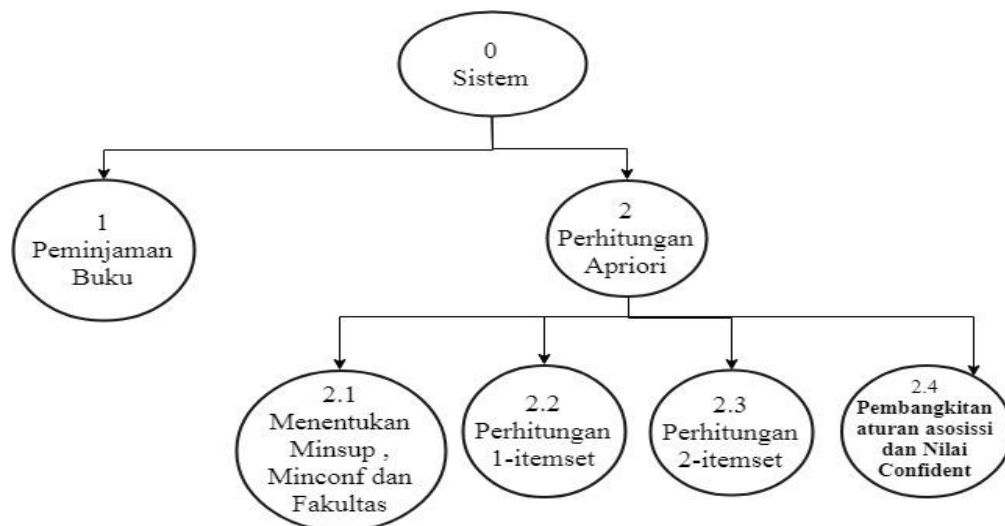 0
Sistem
1
Peminjaman
Buku
2
Perhitungan
Apriori
2.1
Menentukan
Minsup ,
Minconf dan
Fakultas
2.2
Perhitungan
1-itemset
2.3
Perhitungan
2-itemset
2.4
Pembangkitan
aturan asosissi
dan Nilai
Confident